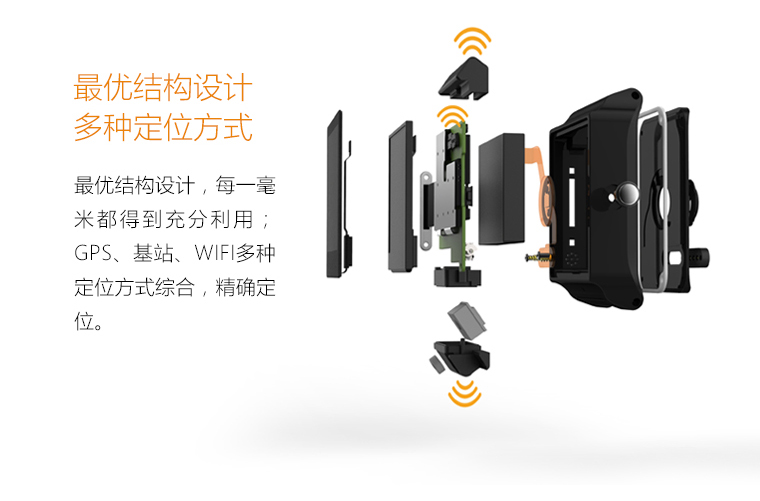 最优结构设计
多种定位方式
最优结构设计，每一毫
米都得到充分利用；
GPS、基站、WIFI多种
定位方式综合，精确定
位。